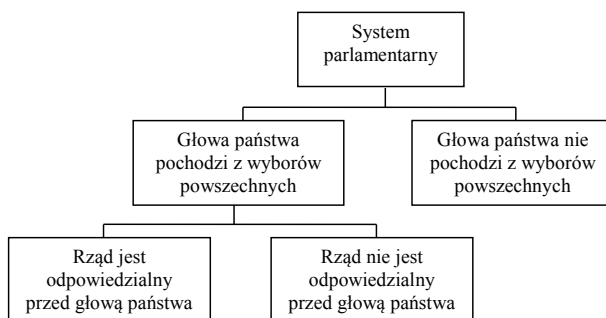 System
parlamentarny
Głowa państwa
pochodzi z wyborów
powszechnych
Głowa państwa nie
pochodzi z wyborów
powszechnych
Rząd jest
odpowiedzialny
przed głową państwa
Rząd nie jest
odpowiedzialny
przed głową państwa